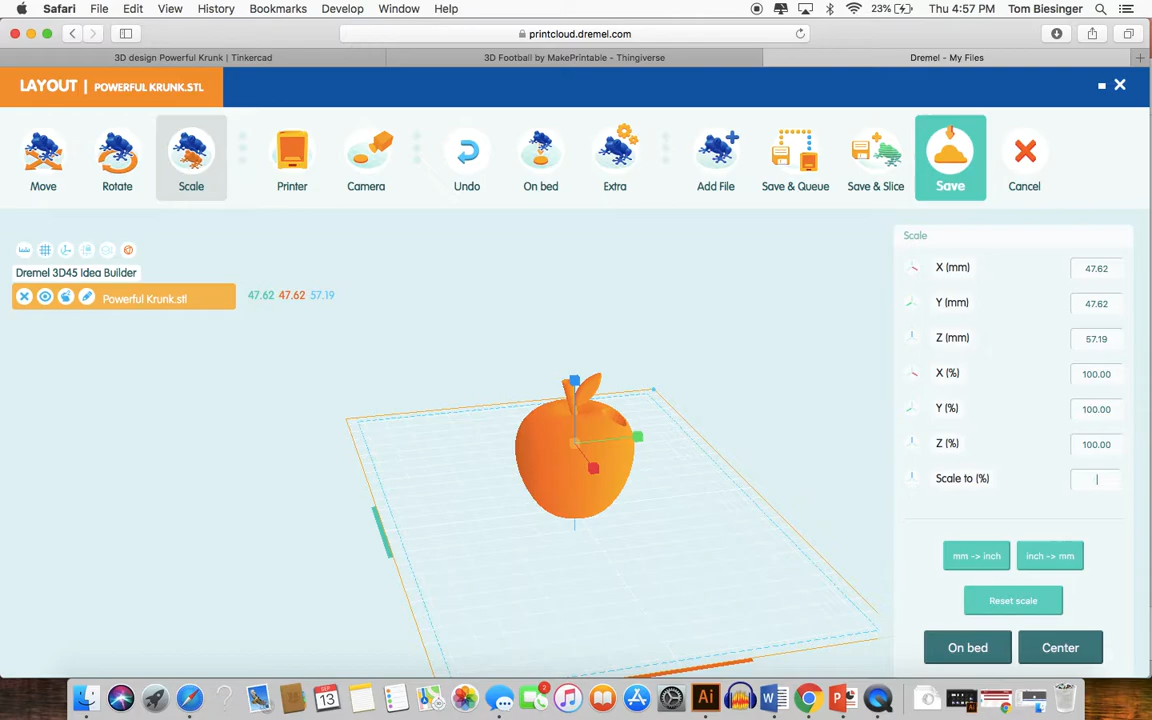 Safari File Edit View History Bookmarks Develop Window Help 23% Thu 4:57 PM Tom Biesinger
printcloud.dremel.com
3D design Powerful Krunk | Tinkercad 3D Football by MakePrintable - Thingiverse Dremel - My Files
LAYOUT | POWERFUL KRUNK.STL
Move Rotate Scale Printer Camera Undo On bed Extra Add File Save & Queue Save & Slice Save Cancel
Scale
Dremel 3D45 Idea Builder
Powerful Krunk.stl 47.62 47.62 57.19
X (mm) 47.62
Y (mm) 47.62
Z (mm) 57.19
X (%) 100.00
Y (%) 100.00
Z (%) 100.00
Scale to (%)
mm -> inch inch -> mm
Reset scale
On bed Center
SEP
13
2
Ai W P